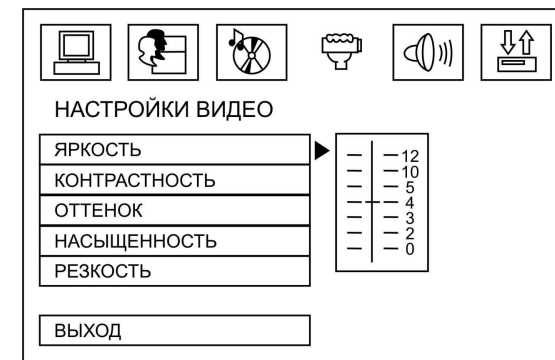 НАСТРОЙКИ ВИДЕО
ЯРКОСТЬ
КОНТРАСТНОСТЬ
ОТТЕНОК
НАСЫЩЕННОСТЬ
РЕЗКОСТЬ
12
10
5
4
3
2
0
ВЫХОД